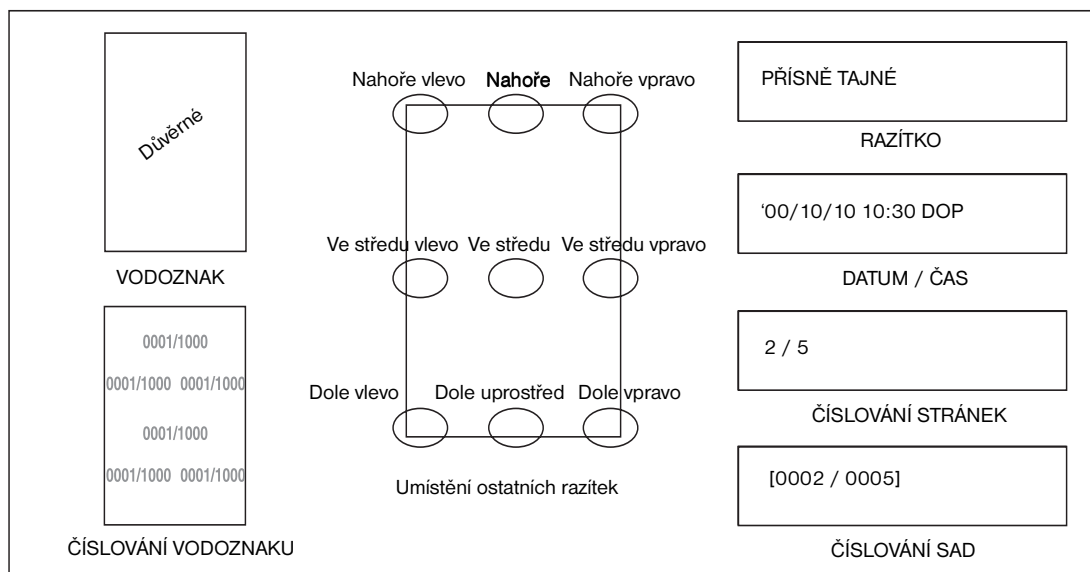 Důvěrné
VODOZNAK
0001/1000
0001/1000 0001/1000
0001/1000
0001/1000 0001/1000
ČÍSLOVÁNÍ VODOZNAKU
Nahoře vlevo Nahoře Nahoře vpravo
Ve středu vlevo Ve středu Ve středu vpravo
Dole vlevo Dole uprostřed Dole vpravo
Umístění ostatních razítek
PŘÍSNĚ TAJNÉ
RAZÍTKO
‘00/10/10 10:30 DOP
DATUM / ČAS
2 / 5
ČÍSLOVÁNÍ STRÁNEK
[0002 / 0005]
ČÍSLOVÁNÍ SAD